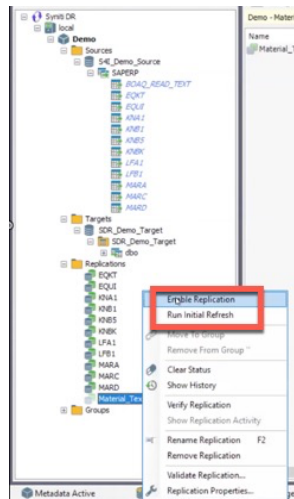 Syniti DR
local
Demo
Sources
S4I_Demo_Source
SAPERP
BOAQ_READ_TEXT
EQKT
EQUI
KNA1
KNB1
KNB5
KNBK
LFA1
LFB1
MARA
MARC
MARD
Targets
SDR_Demo_Target
SDR_Demo_Target
dbo
Replications
EQKT
EQUI
KNA1
KNB1
KNB5
KNBK
LFA1
LFB1
MARA
MARC
MARD
Material_Tex
Groups
Metadata Active
Demo - Mater
Name
Material_T
Enable Replication
Run Initial Refresh
Move To Group
Remove From Group "
Clear Status
Show History
Verify Replication
Show Replication Activity
Rename Replication F2
Remove Replication
Validate Replication...
Replication Properties...